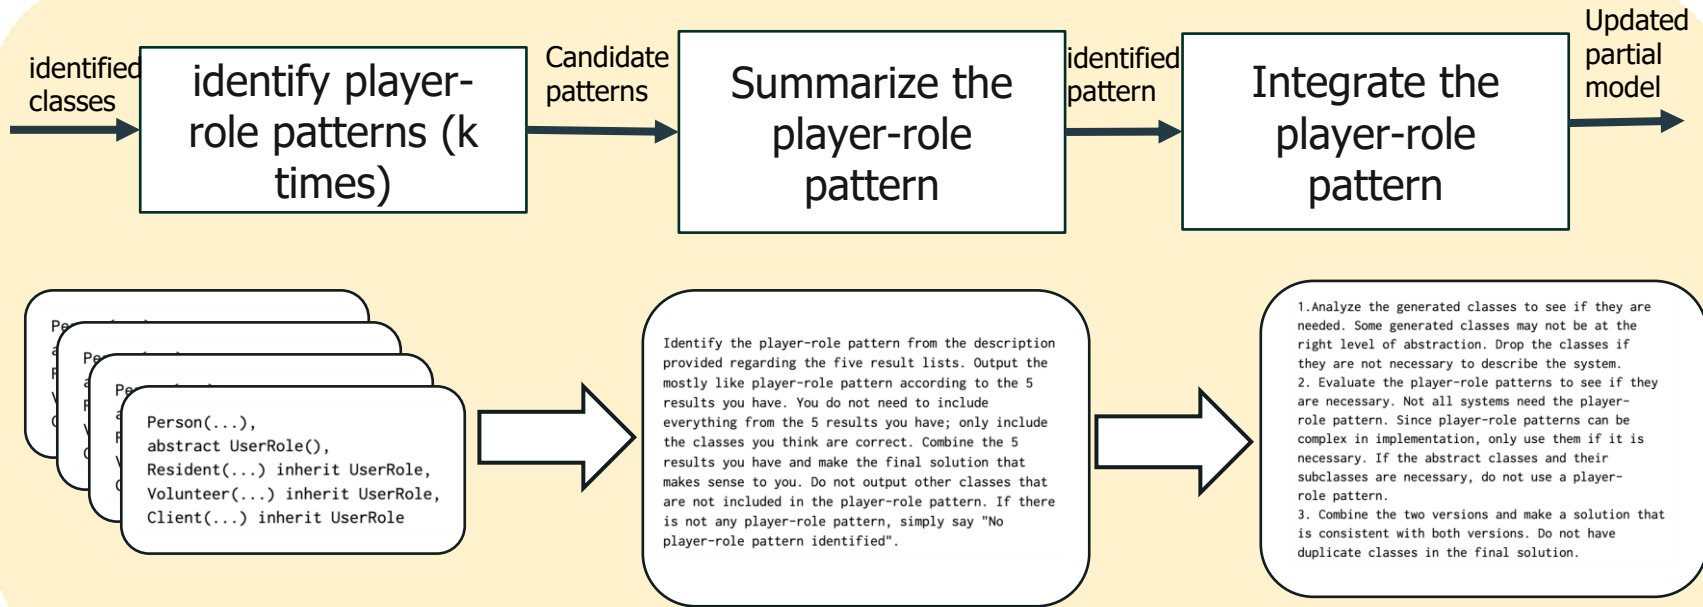 identified
classes
identify player-
role patterns (k
times)
Candidate
patterns
Summarize the
player-role
pattern
identified
pattern
Integrate the
player-role
pattern
Updated
partial
model
Person(...),
abstract UserRole(),
Resident(...) inherit UserRole,
Volunteer(...) inherit UserRole,
Client(...) inherit UserRole
Identify the player-role pattern from the description
provided regarding the five result lists. Output the
mostly like player-role pattern according to the 5
results you have. You do not need to include
everything from the 5 results you have; only include
the classes you think are correct. Combine the 5
results you have and make the final solution that
makes sense to you. Do not output other classes that
are not included in the player-role pattern. If there
is not any player-role pattern, simply say "No
player-role pattern identified".
1.Analyze the generated classes to see if they are
needed. Some generated classes may not be at the
right level of abstraction. Drop the classes if
they are not necessary to describe the system.
2. Evaluate the player-role patterns to see if they
are necessary. Not all systems need the player-
role pattern. Since player-role patterns can be
complex in implementation, only use them if it is
necessary. If the abstract classes and their
subclasses are necessary, do not use a player-
role pattern.
3. Combine the two versions and make a solution that
is consistent with both versions. Do not have
duplicate classes in the final solution.